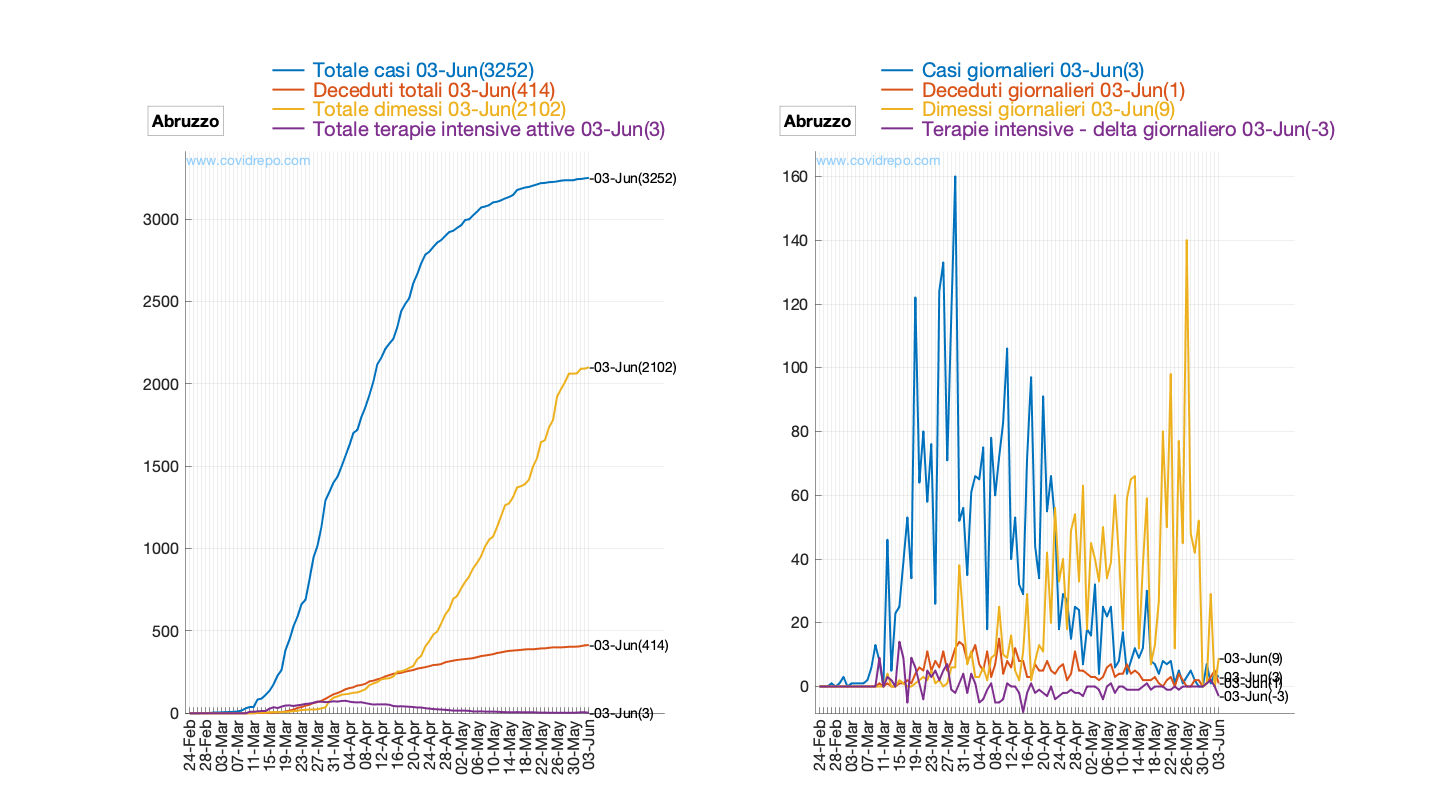 Totale casi 03-Jun(3252)
Deceduti totali 03-Jun(414)
Totale dimessi 03-Jun(2102)
Totale terapie intensive attive 03-Jun(3)
Abruzzo
www.covidrepo.com
3000
2500
2000
1500
1000
500
0
03-Jun(3252)
03-Jun(2102)
03-Jun(414)
03-Jun(3)
24-Feb
28-Feb
03-Mar
07-Mar
11-Mar
15-Mar
19-Mar
23-Mar
27-Mar
31-Mar
04-Apr
08-Apr
12-Apr
16-Apr
20-Apr
24-Apr
28-Apr
02-May
06-May
10-May
14-May
18-May
22-May
26-May
30-May
03-Jun
Casi giornalieri 03-Jun(3)
Deceduti giornalieri 03-Jun(1)
Dimessi giornalieri 03-Jun(9)
Terapie intensive - delta giornaliero 03-Jun(-3)
Abruzzo
www.covidrepo.com
160
140
120
100
80
60
40
20
0
03-Jun(9)
03-Jun(3)
03-Jun(1)
03-Jun(-3)
24-Feb
28-Feb
03-Mar
07-Mar
11-Mar
15-Mar
19-Mar
23-Mar
27-Mar
31-Mar
04-Apr
08-Apr
12-Apr
16-Apr
20-Apr
24-Apr
28-Apr
02-May
06-May
10-May
14-May
18-May
22-May
26-May
30-May
03-Jun